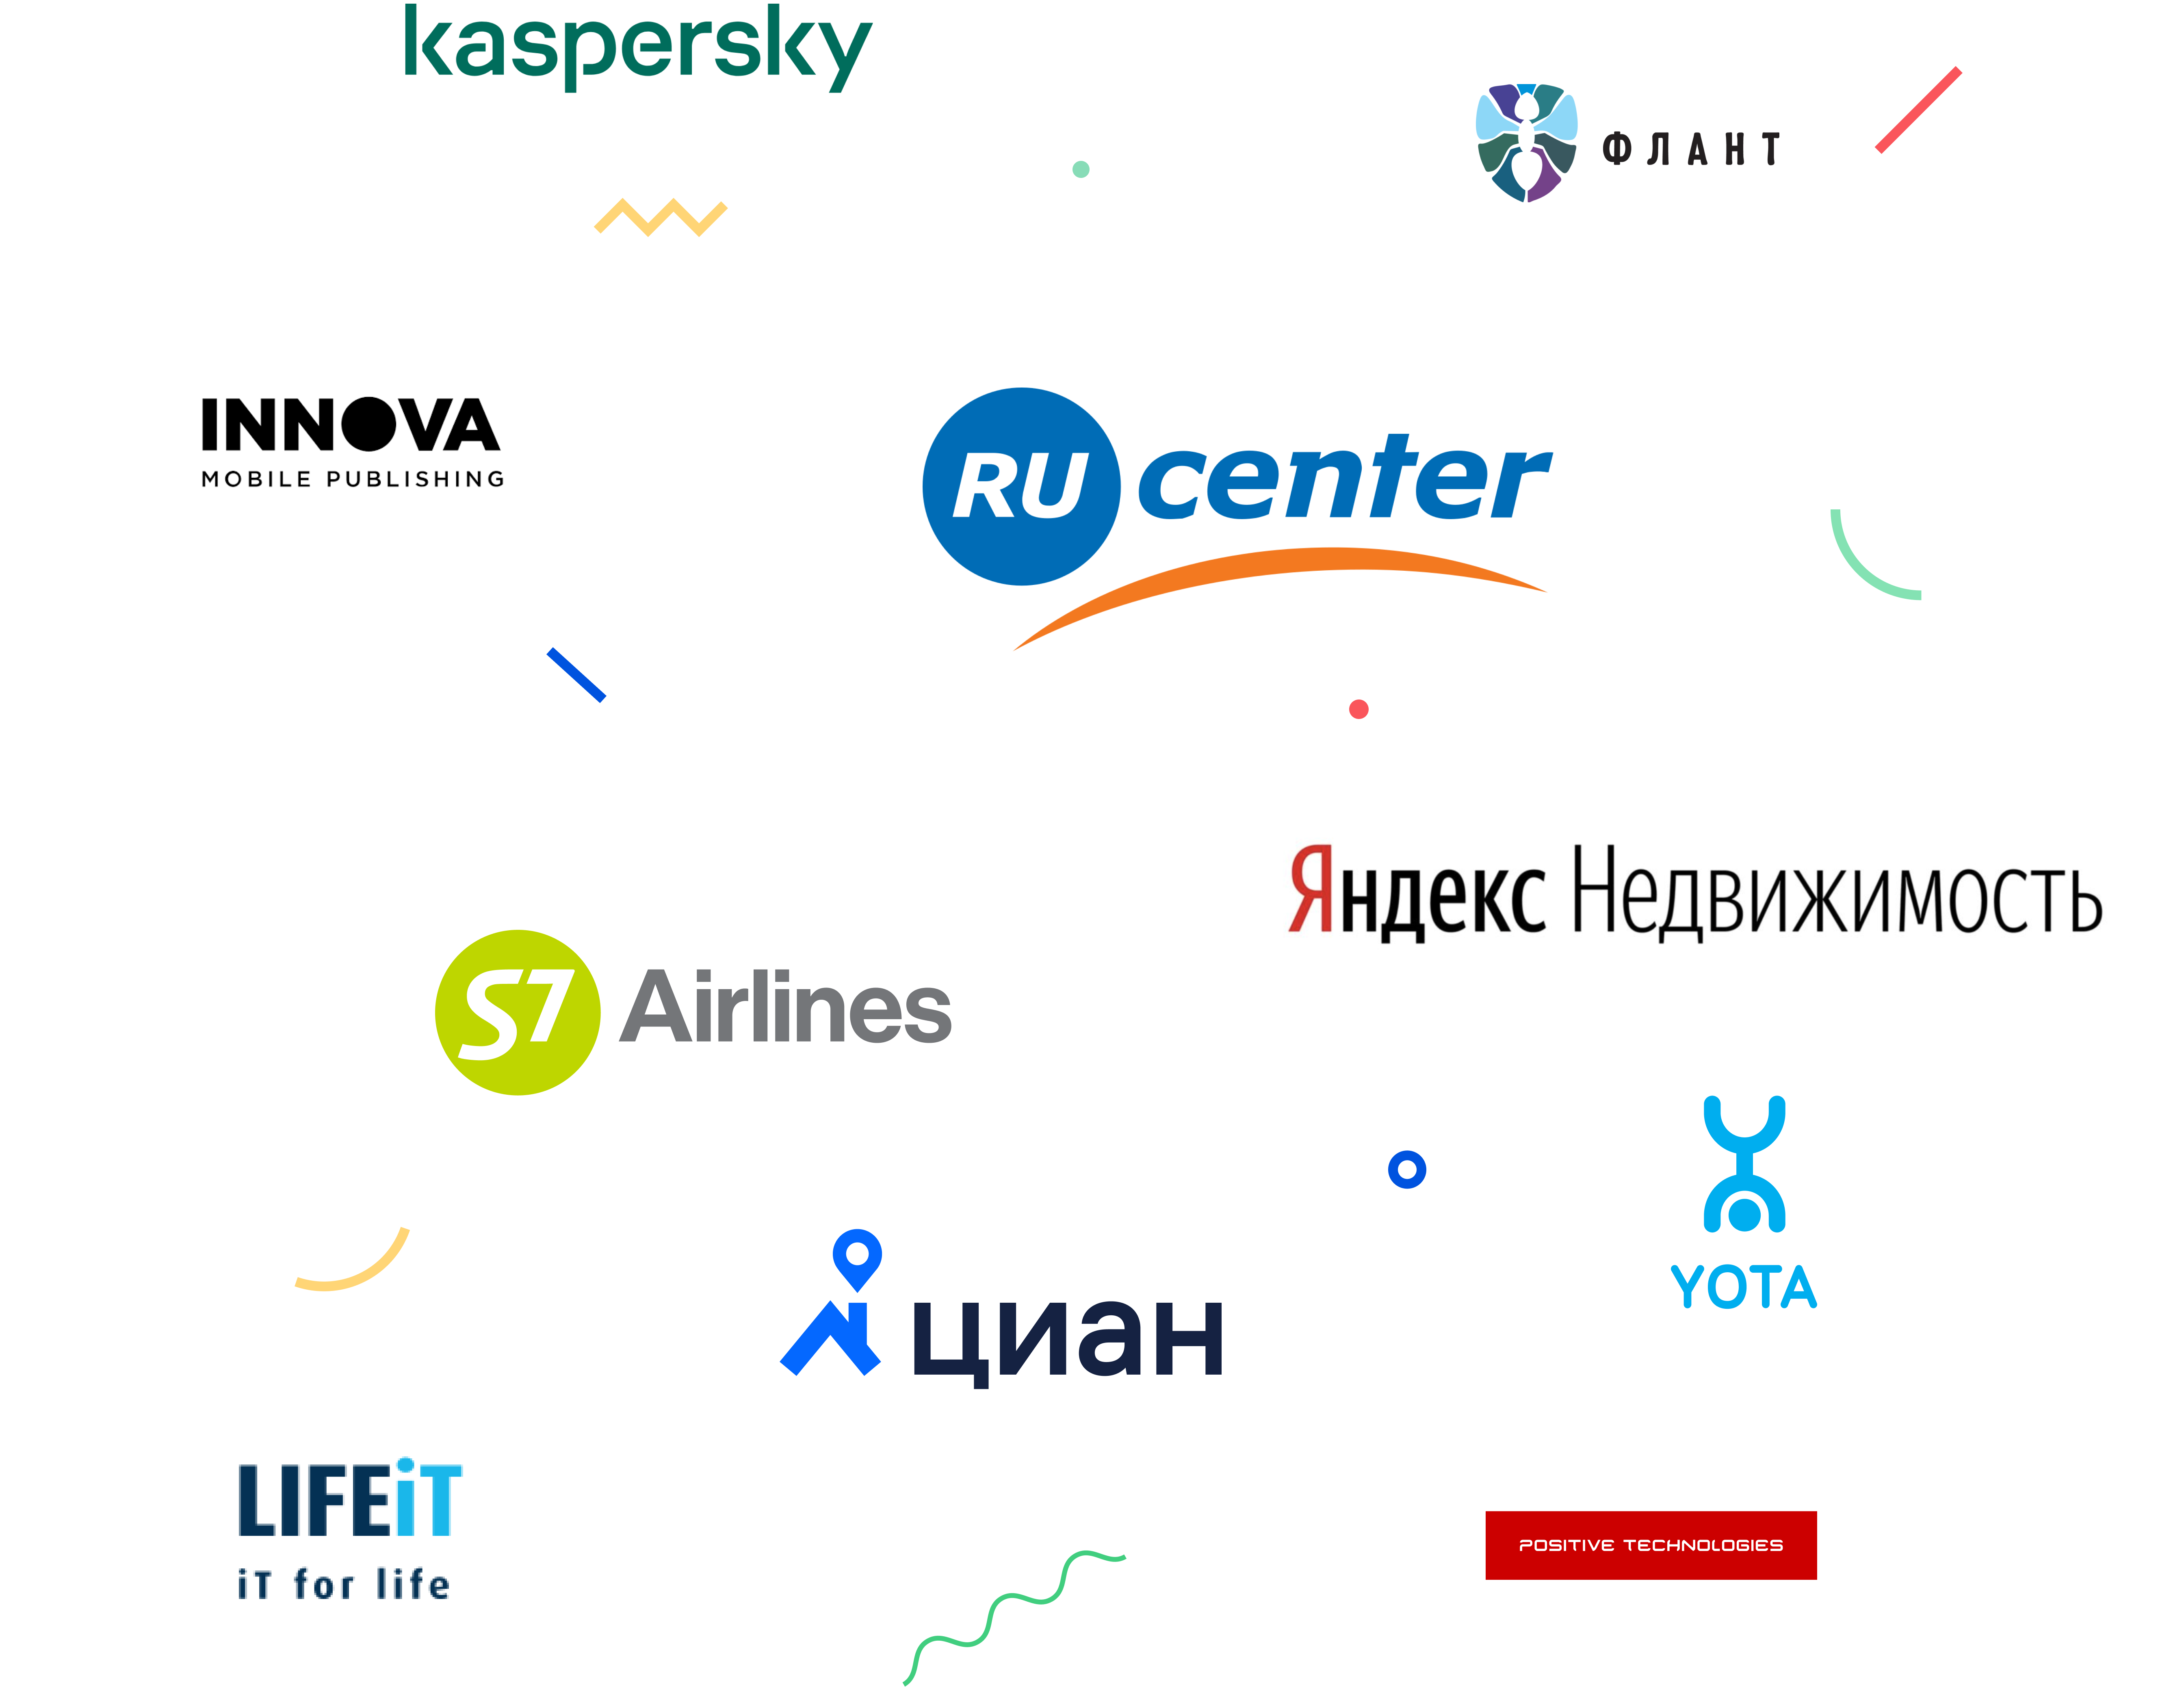 kaspersky
ФЛАНТ
INNOVA
MOBILE PUBLISHING
RU center
Яндекс Недвижимость
S7 Airlines
YOTA
циан
LIFEiT
iT for life
POSITIVE TECHNOLOGIES